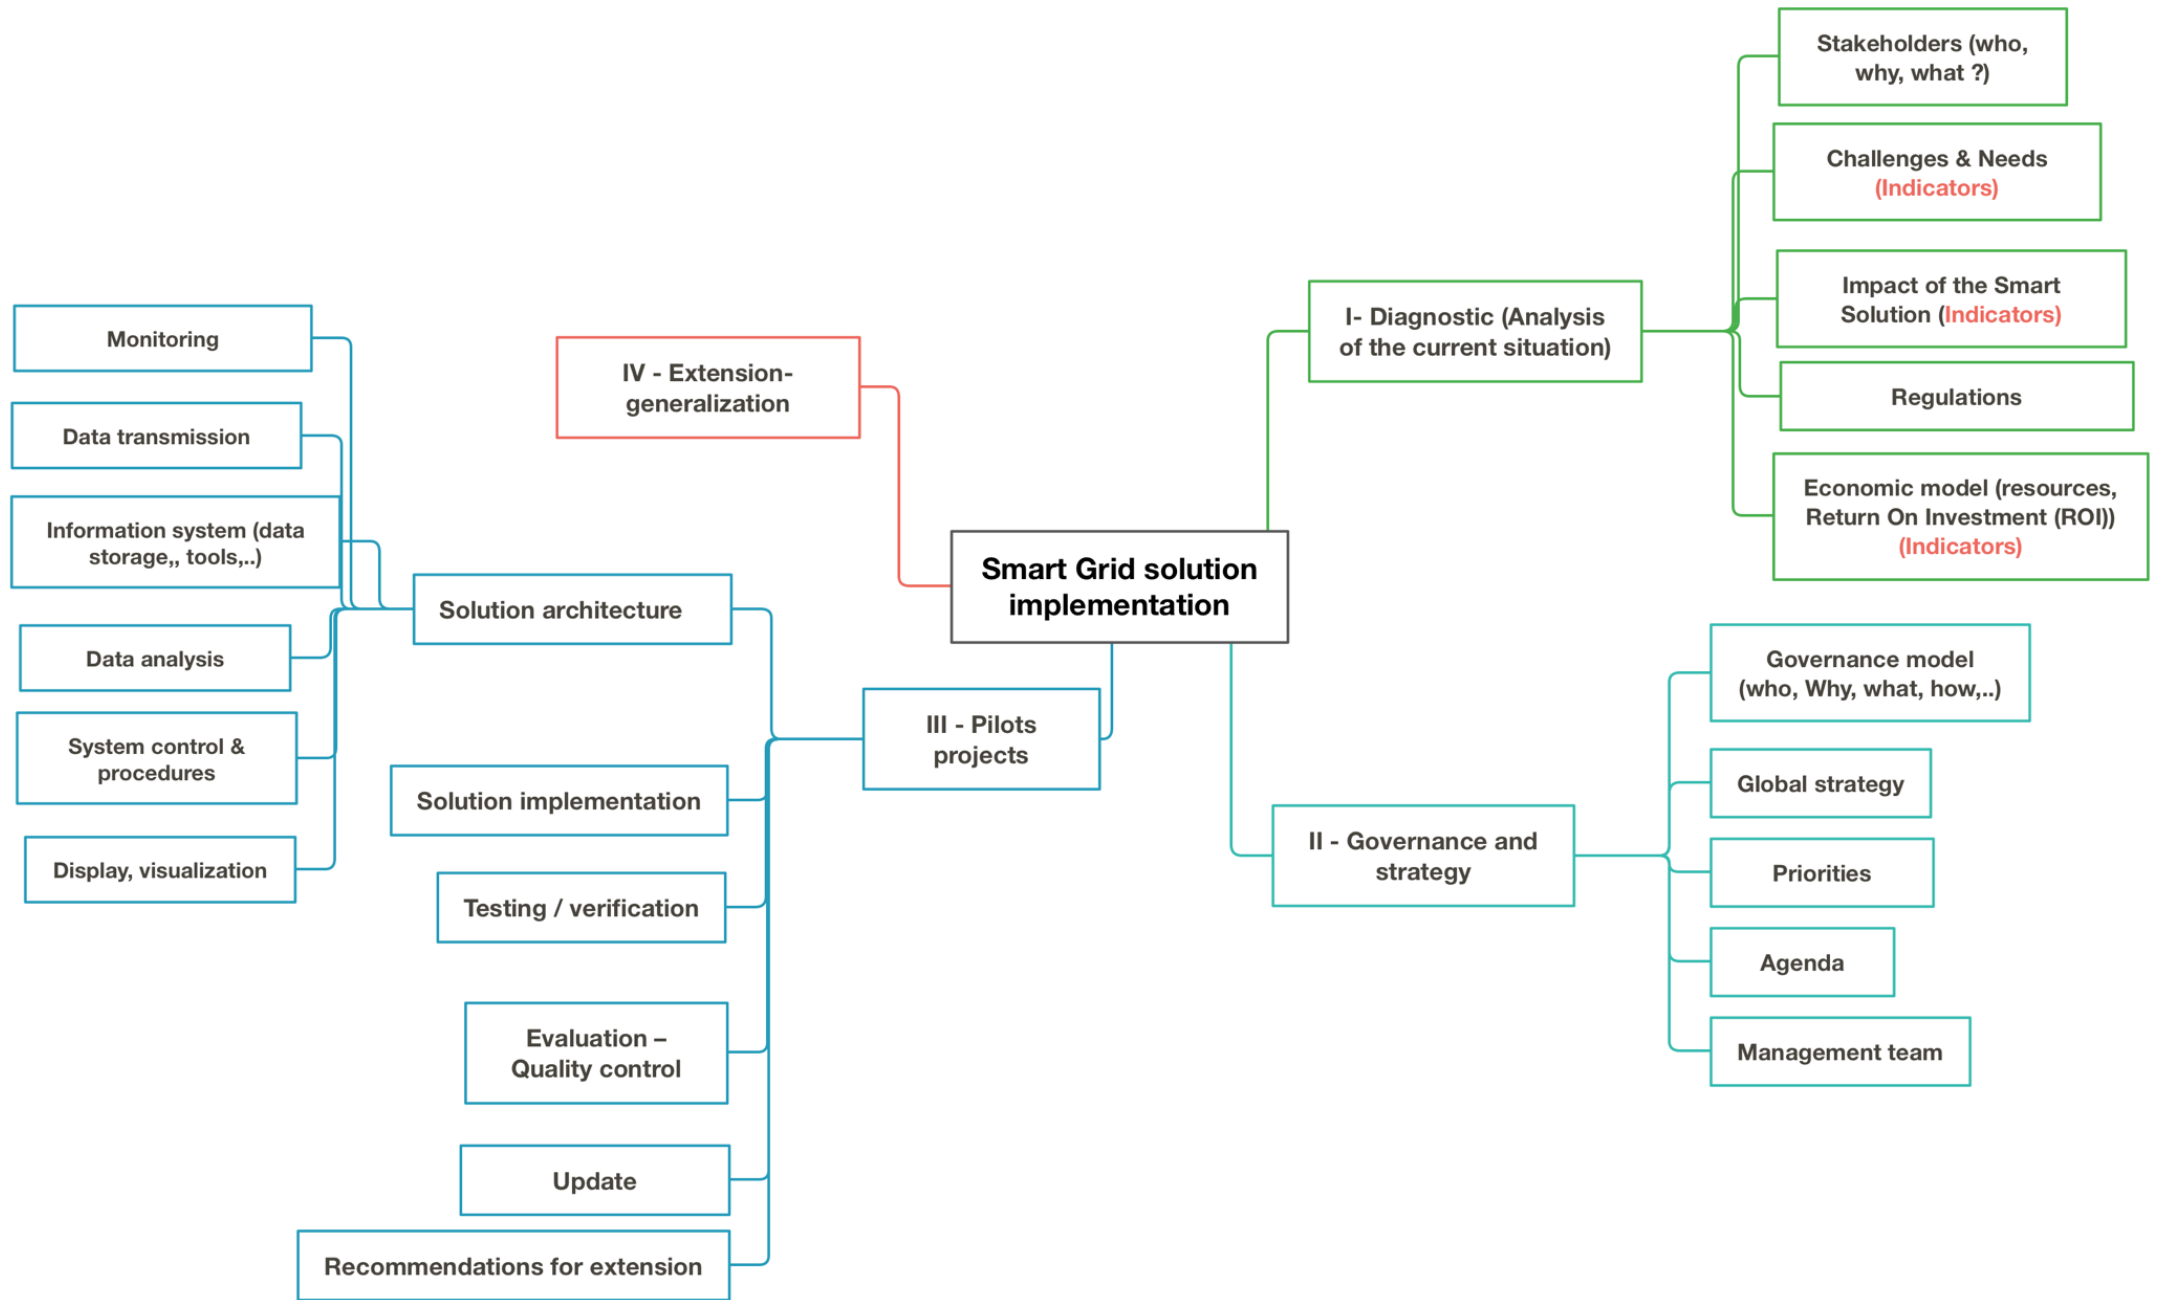 Smart Grid solution
implementation
I- Diagnostic (Analysis
of the current situation)
Stakeholders (who,
why, what ?)
Challenges & Needs
(Indicators)
Impact of the Smart
Solution (Indicators)
Regulations
Economic model (resources,
Return On Investment (ROI))
(Indicators)
II - Governance and
strategy
Governance model
(who, Why, what, how,..)
Global strategy
Priorities
Agenda
Management team
III - Pilots
projects
Solution architecture
Monitoring
Data transmission
Information system (data
storage,, tools,..)
Data analysis
System control &
procedures
Display, visualization
Solution implementation
Testing / verification
Evaluation –
Quality control
Update
Recommendations for extension
IV - Extension-
generalization